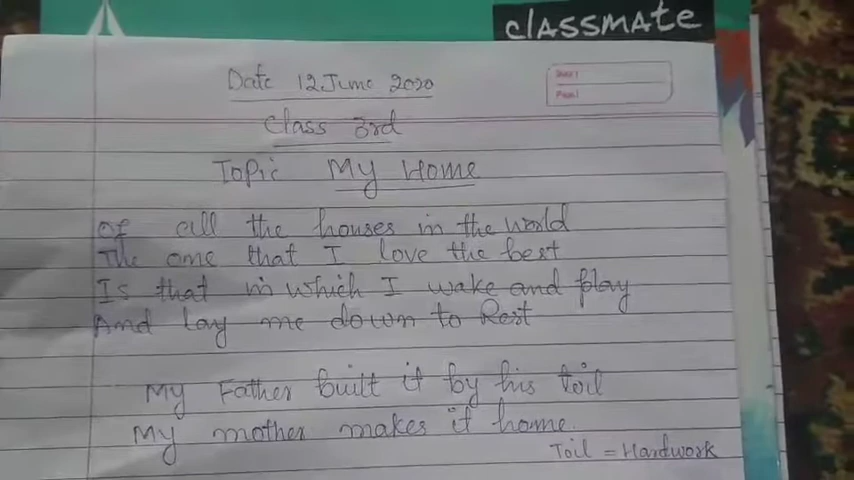 classmate
Date 12 June 2020
Class 3rd
Topic My Home
Of all the houses in the world
The one that I love the best
Is that in which I wake and play
And lay me down to Rest
My Father built it by his toil
My mother makes it home.
Toil = Hardwork